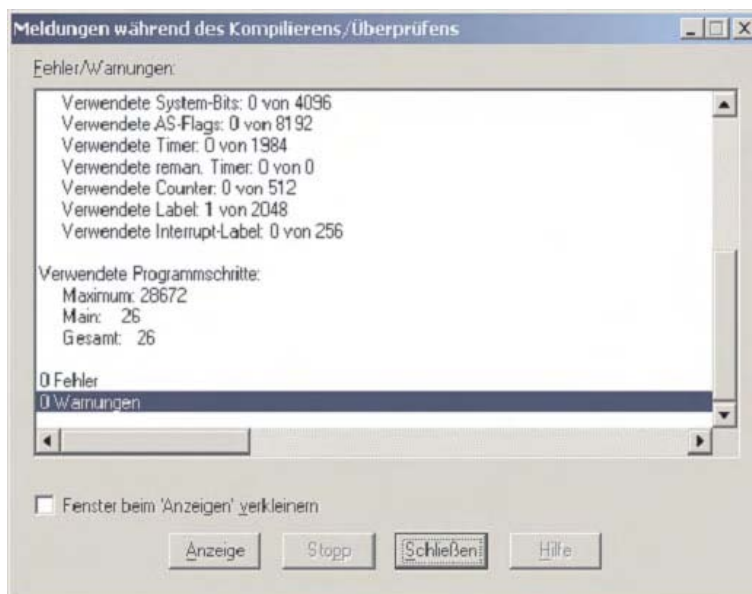 Meldungen während des Kompilierens/Überprüfens
Fehler/Warnungen:
Verwendete System-Bits: 0 von 4096
Verwendete AS-Flags: 0 von 8192
Verwendete Timer: 0 von 1984
Verwendete reman. Timer: 0 von 0
Verwendete Counter: 0 von 512
Verwendete Label: 1 von 2048
Verwendete Interrupt-Label: 0 von 256
Verwendete Programmschritte:
Maximum: 28672
Main: 26
Gesamt: 26
0 Fehler
0 Warnungen
Fenster beim 'Anzeigen' verkleinern
Anzeige Stopp Schließen Hilfe